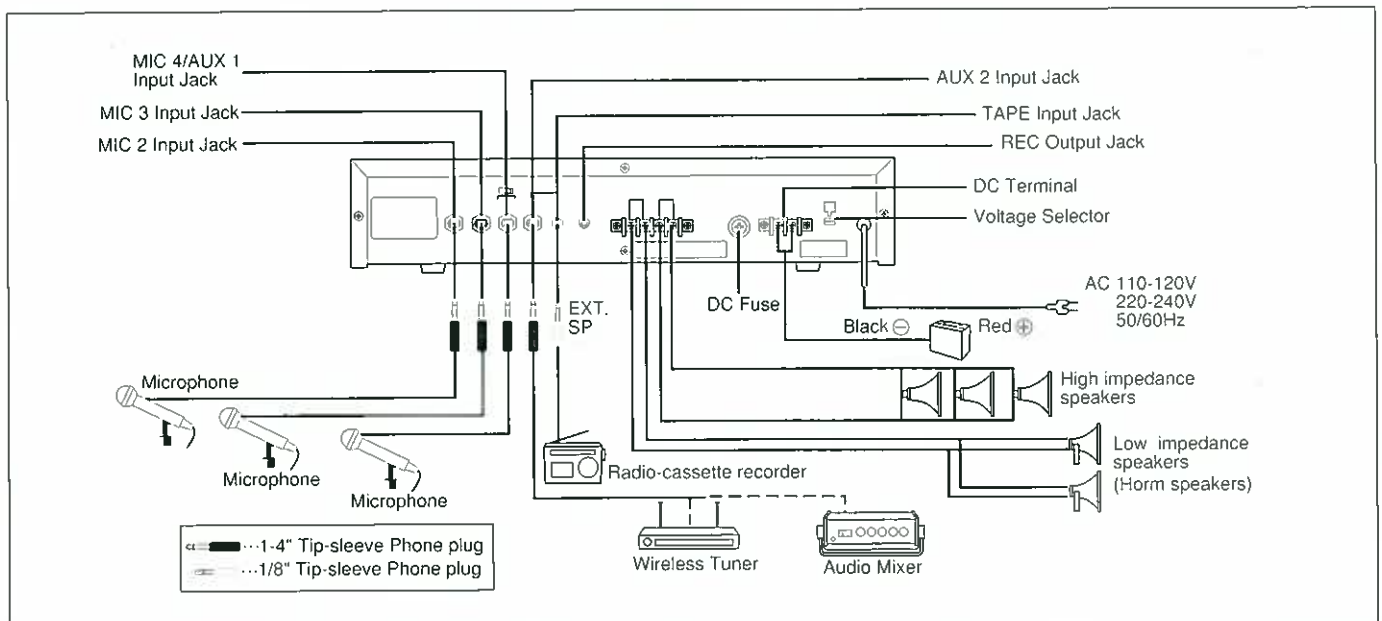 MIC 4/AUX 1
Input Jack
MIC 3 Input Jack
MIC 2 Input Jack
AUX 2 Input Jack
TAPE Input Jack
REC Output Jack
DC Terminal
Voltage Selector
EXT.
SP
DC Fuse
AC 110-120V
220-240V
50/60Hz
Black ⊖
Red ⊕
High impedance
speakers
Low impedance
speakers
(Horm speakers)
Microphone
Microphone
Microphone
Radio-cassette recorder
Wireless Tuner
Audio Mixer
···1-4" Tip-sleeve Phone plug
···1/8" Tip-sleeve Phone plug